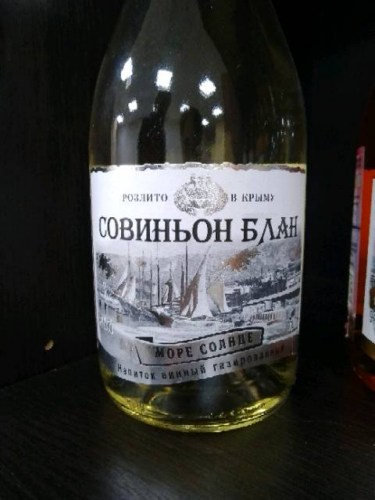 РОЗЛИТО В КРЫМУ
СОВИНЬОН БЛАН
МОРЕ СОЛНЦЕ
Напиток винный газированный